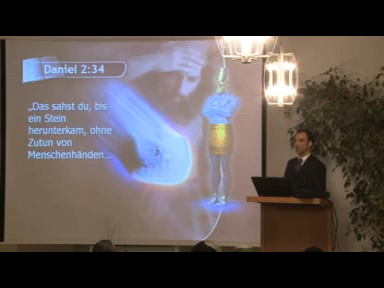 Daniel 2:34
„Das sahst du, bis
ein Stein
herunterkam, ohne
Zutun von
Menschenhänden...